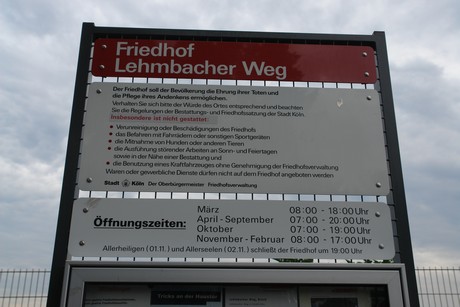 Friedhof
Lehmbacher Weg
Der Friedhof soll der Bevölkerung die Ehrung ihrer Toten und
die Pflege ihres Andenkens ermöglichen.
Verhalten Sie sich bitte der Würde des Ortes entsprechend und beachten
Sie die Regelungen der Bestattungs- und Friedhofssatzung der Stadt Köln.
Insbesondere ist nicht gestattet:
• Verunreinigung oder Beschädigungen des Friedhofs
• das Befahren mit Fahrrädern oder sonstigen Sportgeräten
• die Mitnahme von Hunden oder anderen Tieren
• die Ausführung störender Arbeiten an Sonn- und Feiertagen
sowie in der Nähe einer Bestattung und
• die Benutzung eines Kraftfahrzeuges ohne Genehmigung der Friedhofsverwaltung
Waren oder gewerbliche Dienste dürfen nicht auf dem Friedhof angeboten werden
Stadt Köln Der Oberbürgermeister Friedhofsverwaltung
Öffnungszeiten: März 08:00 - 18:00 Uhr
April - September 07:00 - 20:00 Uhr
Oktober 07:00 - 19:00 Uhr
November - Februar 08:00 - 17:00 Uhr
Allerheiligen (01.11.) und Allerseelen (02.11.) schließt der Friedhof um 19:00 Uhr